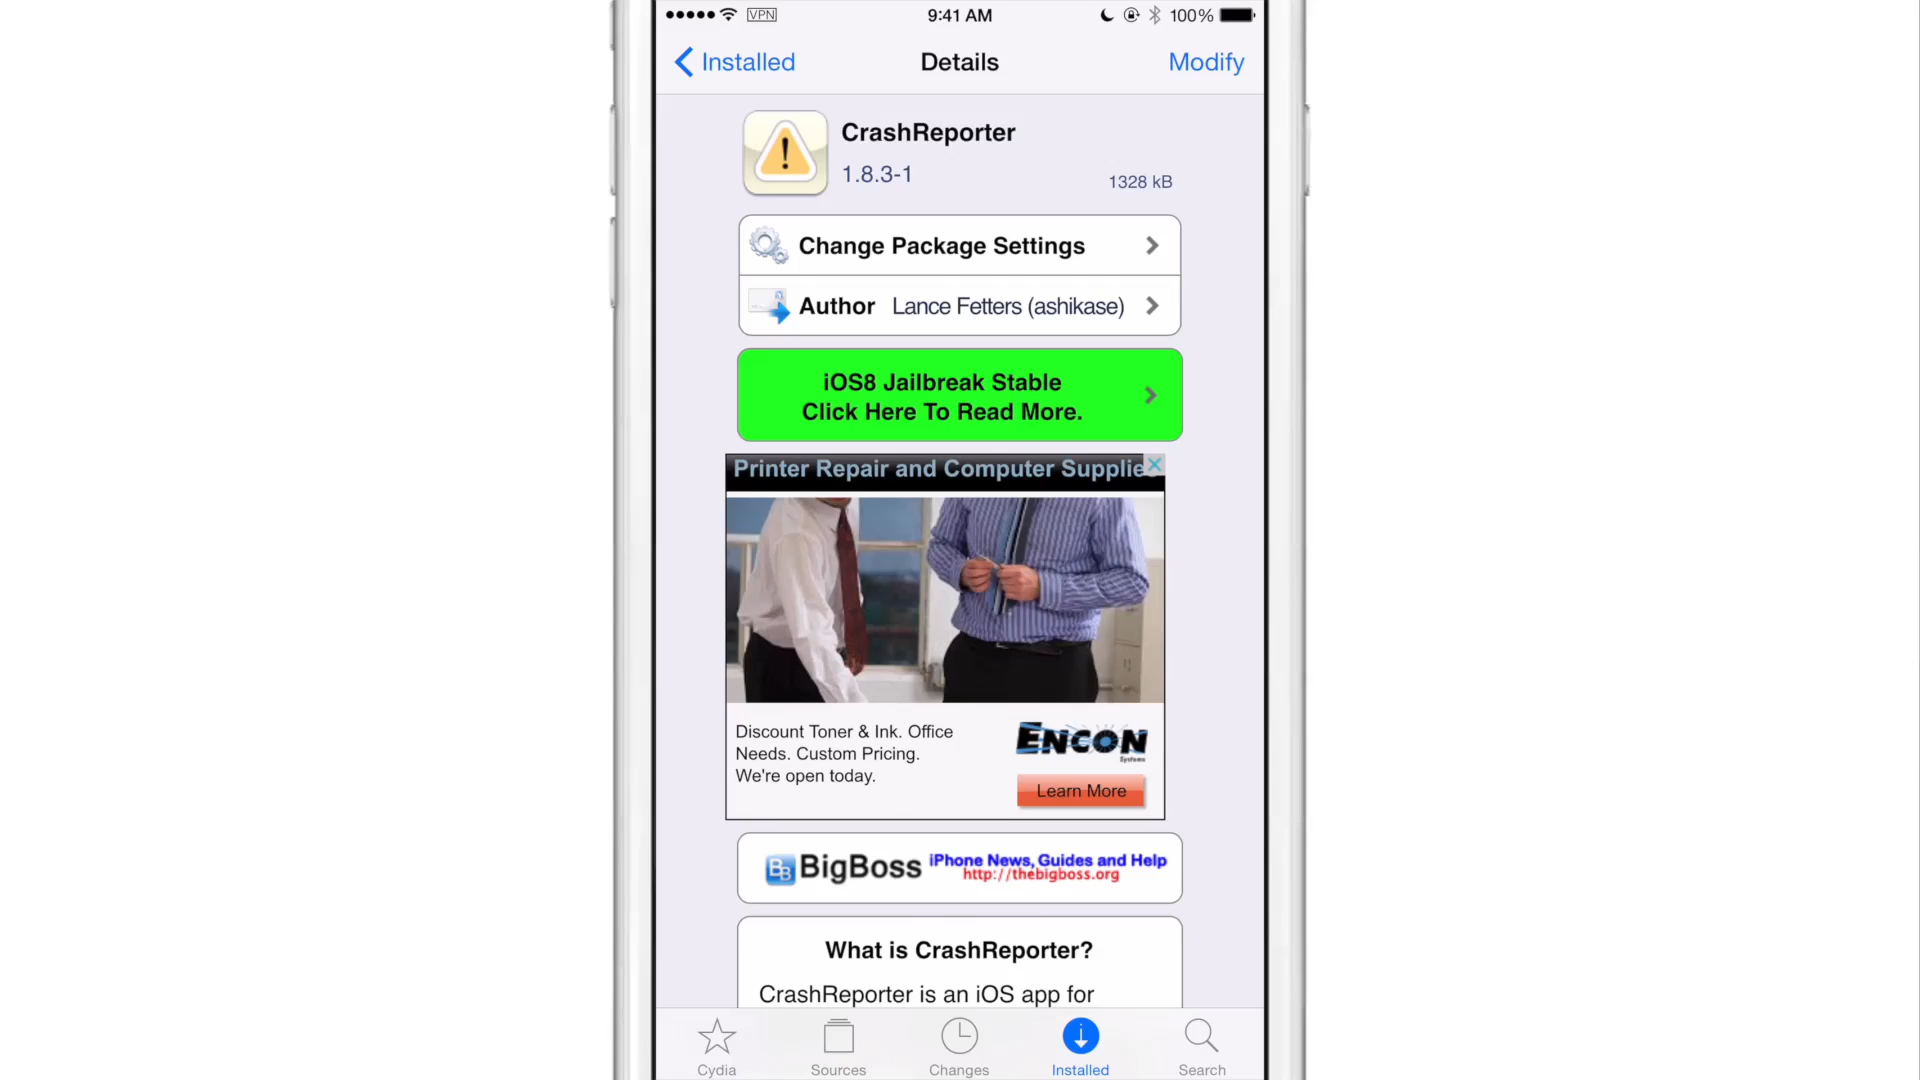 VPN
9:41 AM
100%
Installed
Details
Modify
CrashReporter
1.8.3-1
1328 kB
Change Package Settings
Author Lance Fetters (ashikase)
iOS8 Jailbreak Stable
Click Here To Read More.
Printer Repair and Computer Supplie
Discount Toner & Ink. Office
Needs. Custom Pricing.
We're open today.
ENCON
Systems
Learn More
BB BigBoss
iPhone News, Guides and Help
http://thebigboss.org
What is CrashReporter?
CrashReporter is an iOS app for
Cydia
Sources
Changes
Installed
Search